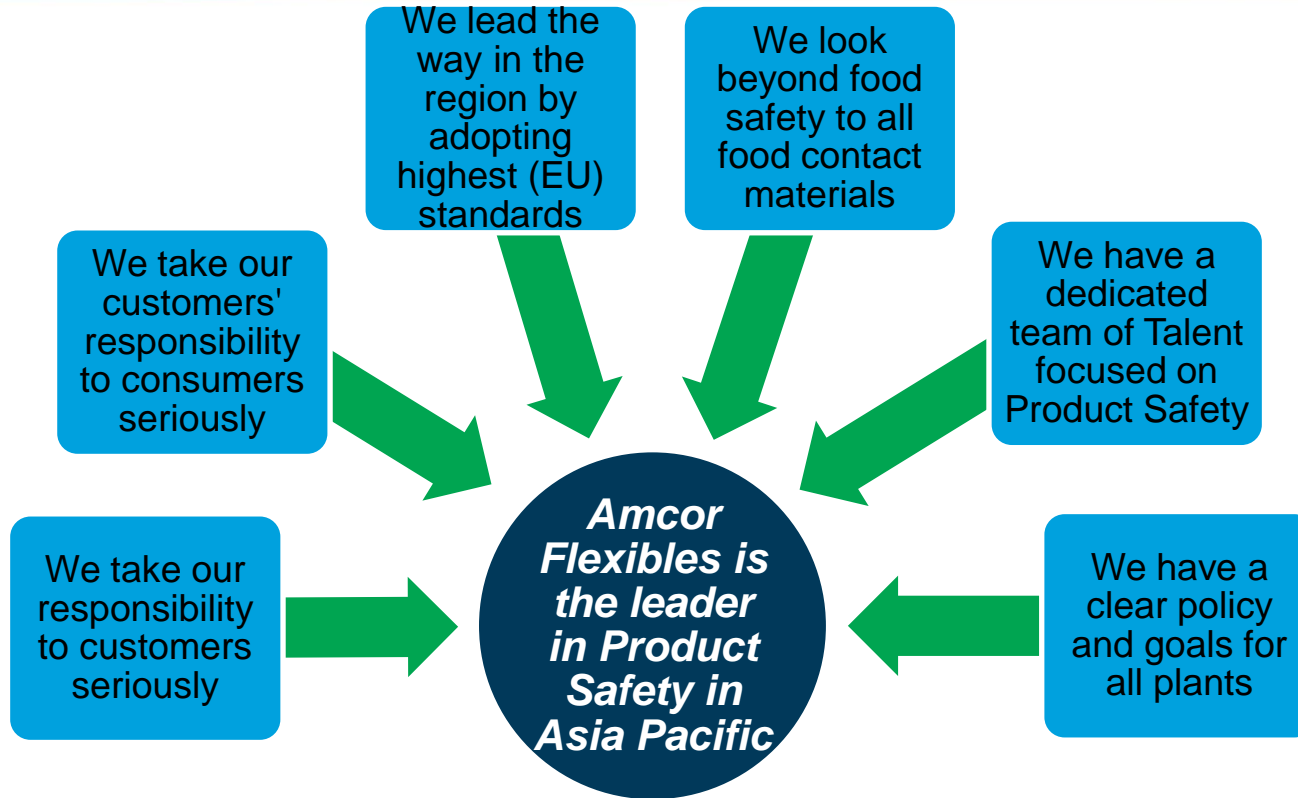 We lead the
way in the
region by
adopting
highest (EU)
standards
We look
beyond food
safety to all
food contact
materials
We take our
customers'
responsibility
to consumers
seriously
We have a
dedicated
team of Talent
focused on
Product Safety
We take our
responsibility
to customers
seriously
Amcor
Flexibles is
the leader
in Product
Safety in
Asia Pacific
We have a
clear policy
and goals for
all plants